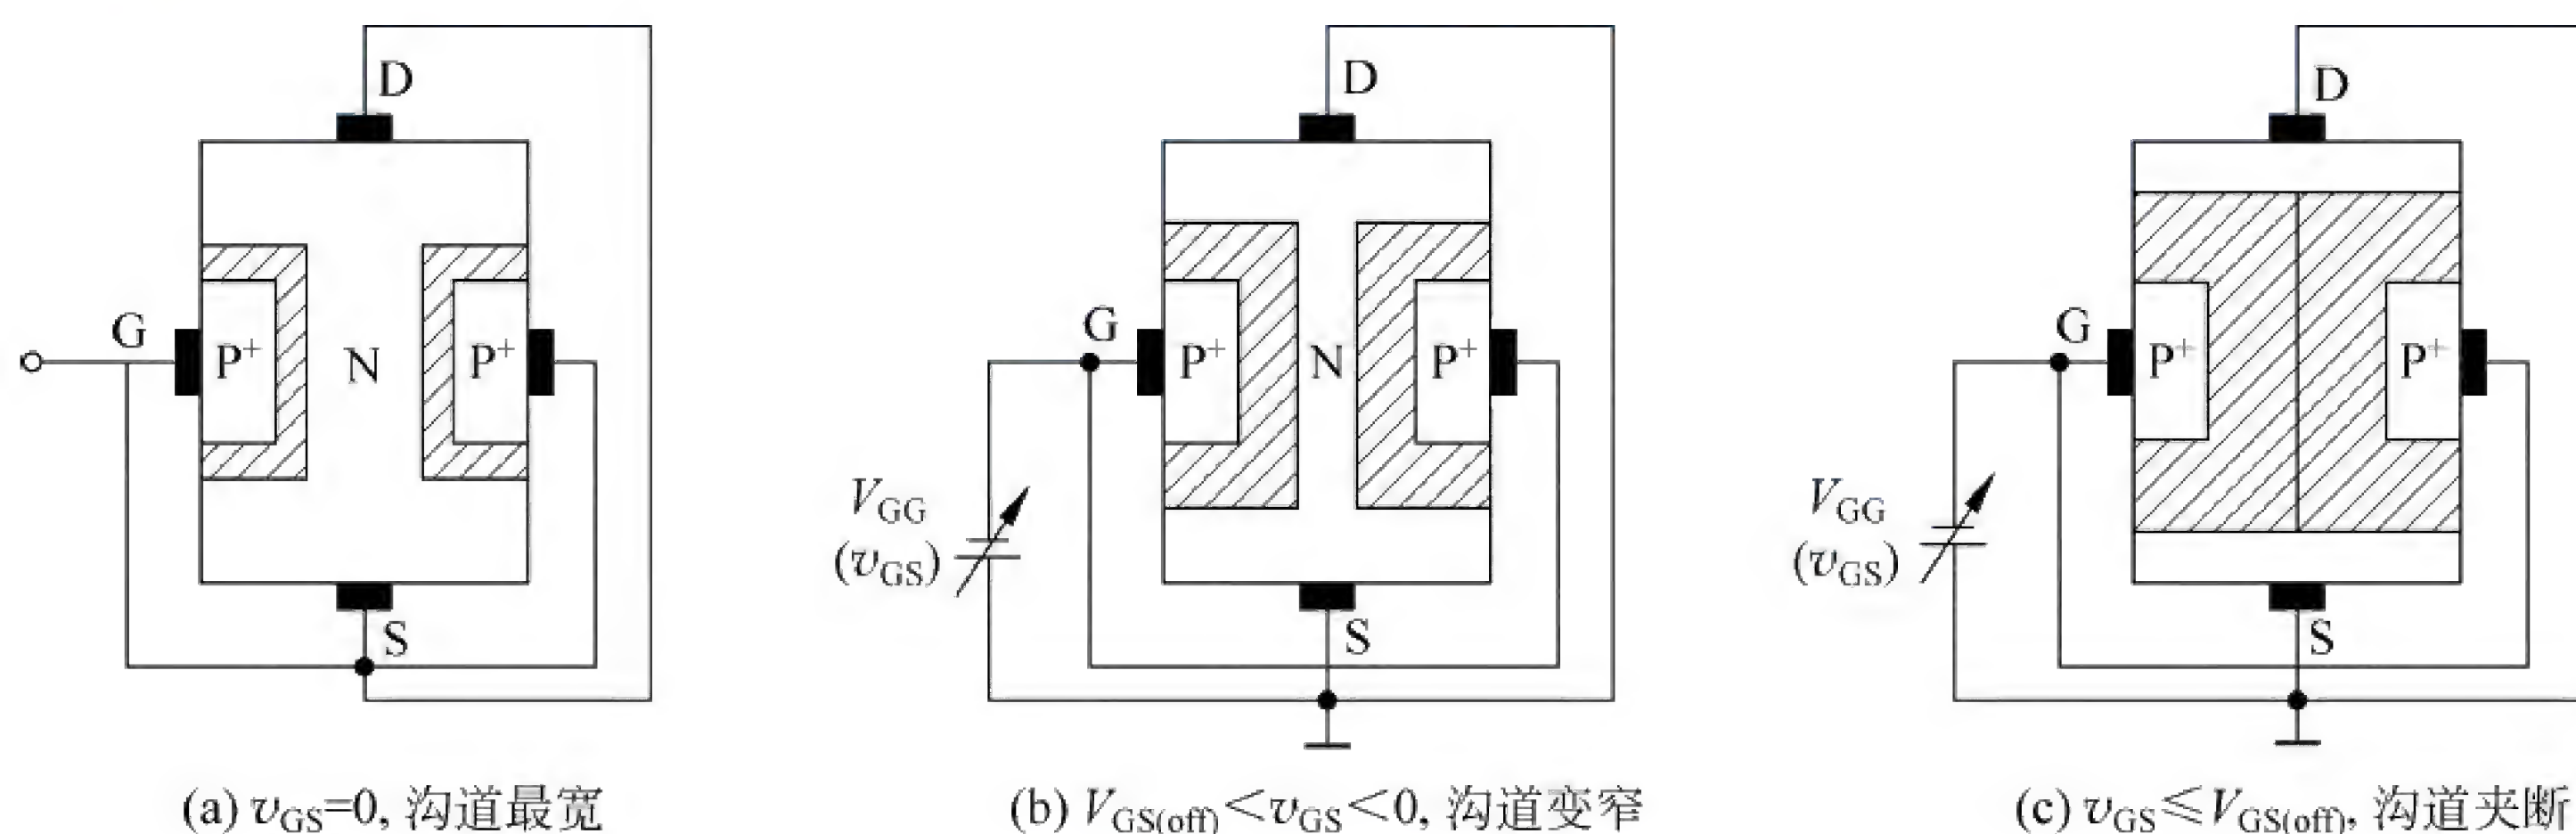 D
G
P⁺
N
P⁺
S
(a) v_GS=0, 沟道最宽
D
G
P⁺
N
P⁺
V_GG
(v_GS)
S
(b) V_GS(off)<v_GS<0, 沟道变窄
D
G
P⁺
P⁺
V_GG
(v_GS)
S
(c) v_GS≤V_GS(off), 沟道夹断